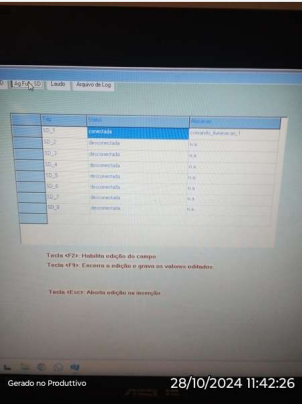 Laudo
Arquivo de Log
Tag
Status
SD_1
conectada
SD_2
desconectada
n.a
SD_3
desconectada
n.a
SD_4
desconectada
n.a
SD_5
desconectada
n.a
SD_6
desconectada
n.a
SD_7
desconectada
n.a
SD_8
desconectada
n.a
Tecla <F2>: Habilita edição do campo
Tecla <F9>: Encerra a edição e grava os valores editados
Tecla <Esc>: Aborta edição ou inserção
Gerado no Produttivo
28/10/2024 11:42:26